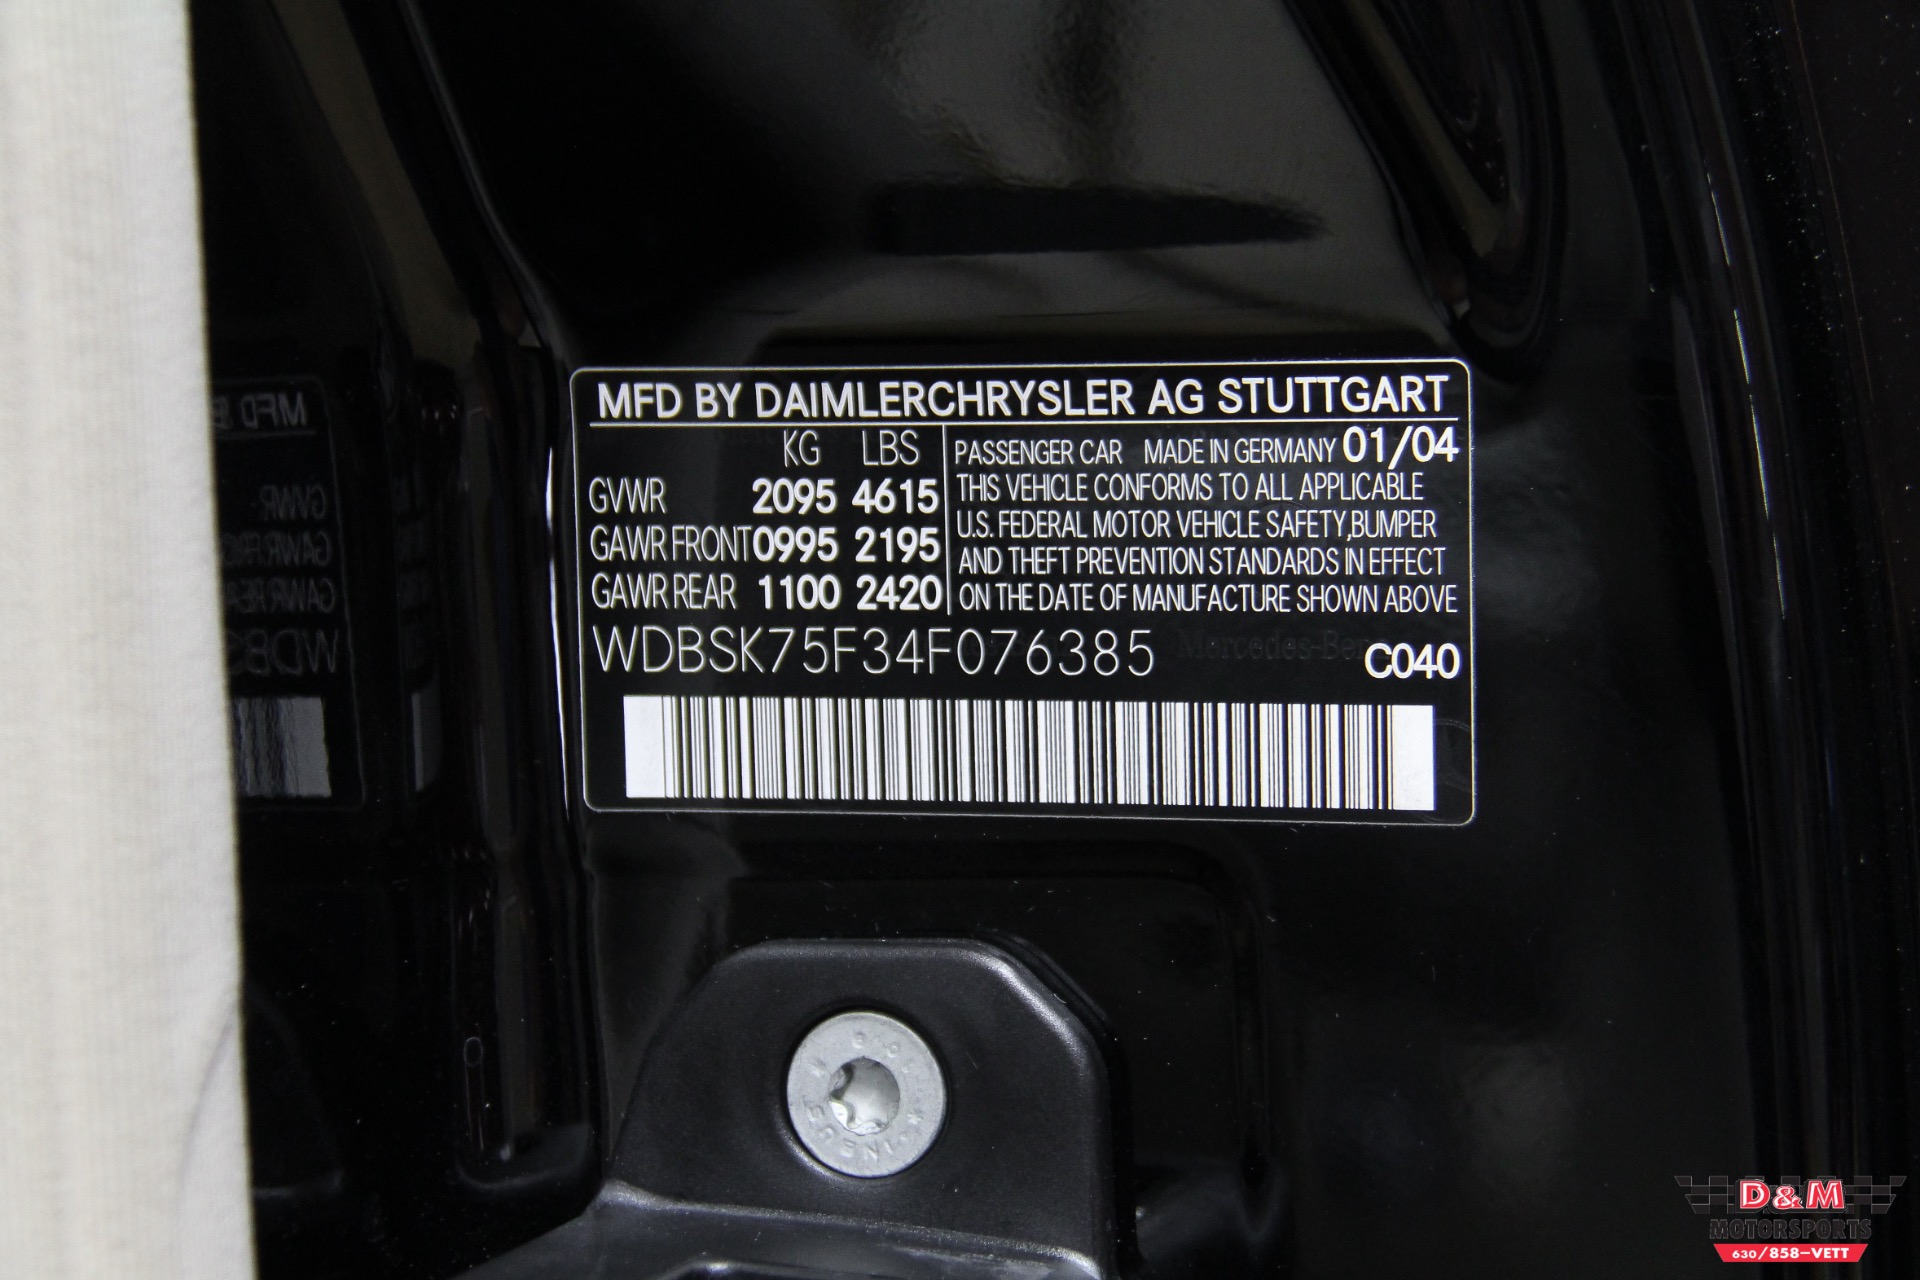 MFD BY DAIMLERCHRYSLER AG STUTTGART
KG LBS
GVWR 2095 4615
GAWR FRONT 0995 2195
GAWR REAR 1100 2420
PASSENGER CAR MADE IN GERMANY 01/04
THIS VEHICLE CONFORMS TO ALL APPLICABLE
U.S. FEDERAL MOTOR VEHICLE SAFETY,BUMPER
AND THEFT PREVENTION STANDARDS IN EFFECT
ON THE DATE OF MANUFACTURE SHOWN ABOVE
WDBSK75F34F076385
Mercedes-Benz
C040
D&M
MOTORSPORTS
630/858-VETT